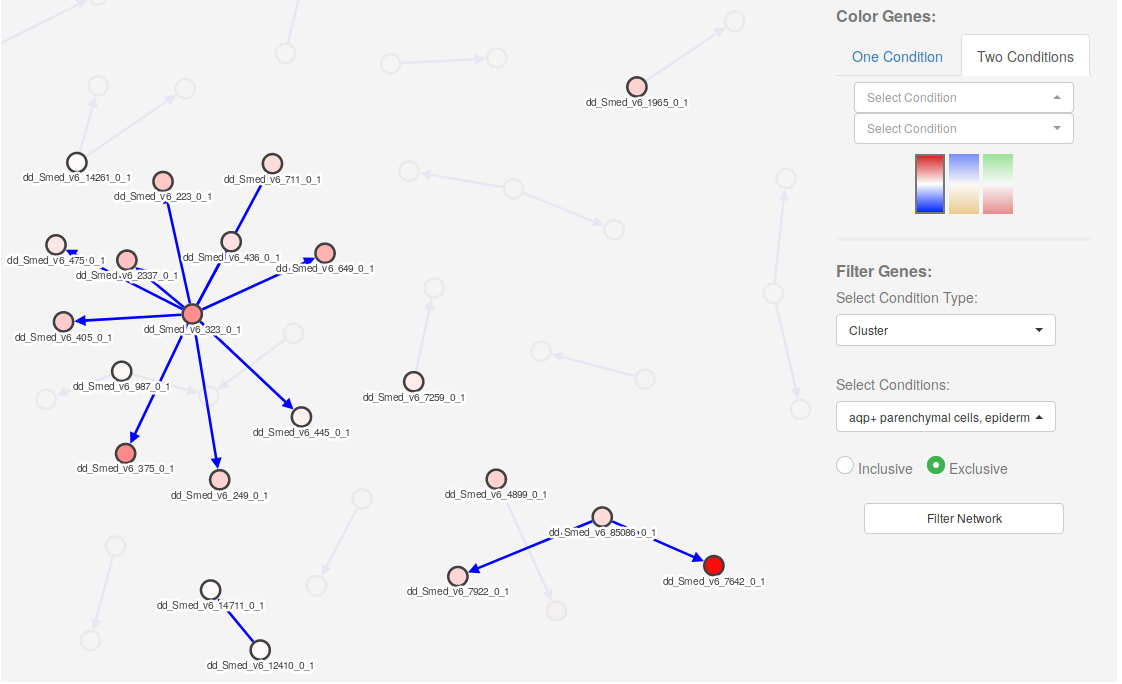 Color Genes:
One Condition
Two Conditions
Select Condition
Select Condition
Filter Genes:
Select Condition Type:
Cluster
Select Conditions:
aqp+ parenchymal cells, epiderm
Inclusive
Exclusive
Filter Network
dd_Smed_v6_1965_0_1
dd_Smed_v6_14261_0_1
dd_Smed_v6_711_0_1
dd_Smed_v6_223_0_1
dd_Smed_v6_436_0_1
dd_Smed_v6_475_0_1
dd_Smed_v6_649_0_1
dd_Smed_v6_2337_0_1
dd_Smed_v6_323_0_1
dd_Smed_v6_405_0_1
dd_Smed_v6_987_0_1
dd_Smed_v6_7259_0_1
dd_Smed_v6_445_0_1
dd_Smed_v6_375_0_1
dd_Smed_v6_249_0_1
dd_Smed_v6_4899_0_1
dd_Smed_v6_85086_0_1
dd_Smed_v6_7642_0_1
dd_Smed_v6_7922_0_1
dd_Smed_v6_14711_0_1
dd_Smed_v6_12410_0_1